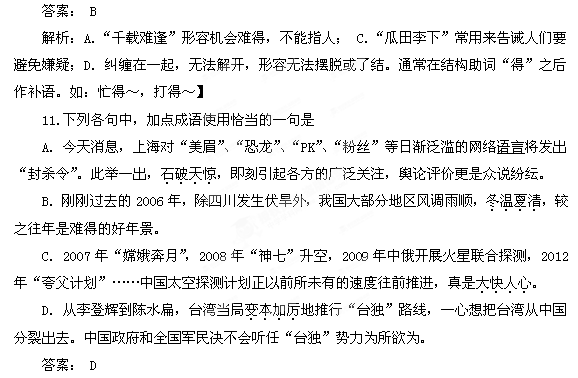 答案： B
解析：A.“千载难逢”形容机会难得，不能指人； C.“瓜田李下”常用来告诫人们要
避免嫌疑；D. 纠缠在一起，无法解开，形容无法摆脱或了结。通常在结构助词“得”之后
作补语。如：忙得～，打得～】
11.下列各句中，加点成语使用恰当的一句是
A. 今天消息，上海对“美眉”、“恐龙”、“PK”、“粉丝”等日渐泛滥的网络语言将发出
“封杀令”。此举一出，石破天惊，即刻引起各方的广泛关注，舆论评价更是众说纷纭。
B. 刚刚过去的 2006 年，除四川发生伏旱外，我国大部分地区风调雨顺，冬温夏清，较
之往年是难得的好年景。
C. 2007 年“嫦娥奔月”，2008 年“神七”升空，2009 年中俄开展火星联合探测，2012
年“夸父计划”……中国太空探测计划正以前所未有的速度往前推进，真是大快人心。
D. 从李登辉到陈水扁，台湾当局变本加厉地推行“台独”路线，一心想把台湾从中国
分裂出去。中国政府和全国军民决不会听任“台独”势力为所欲为。
答案： D